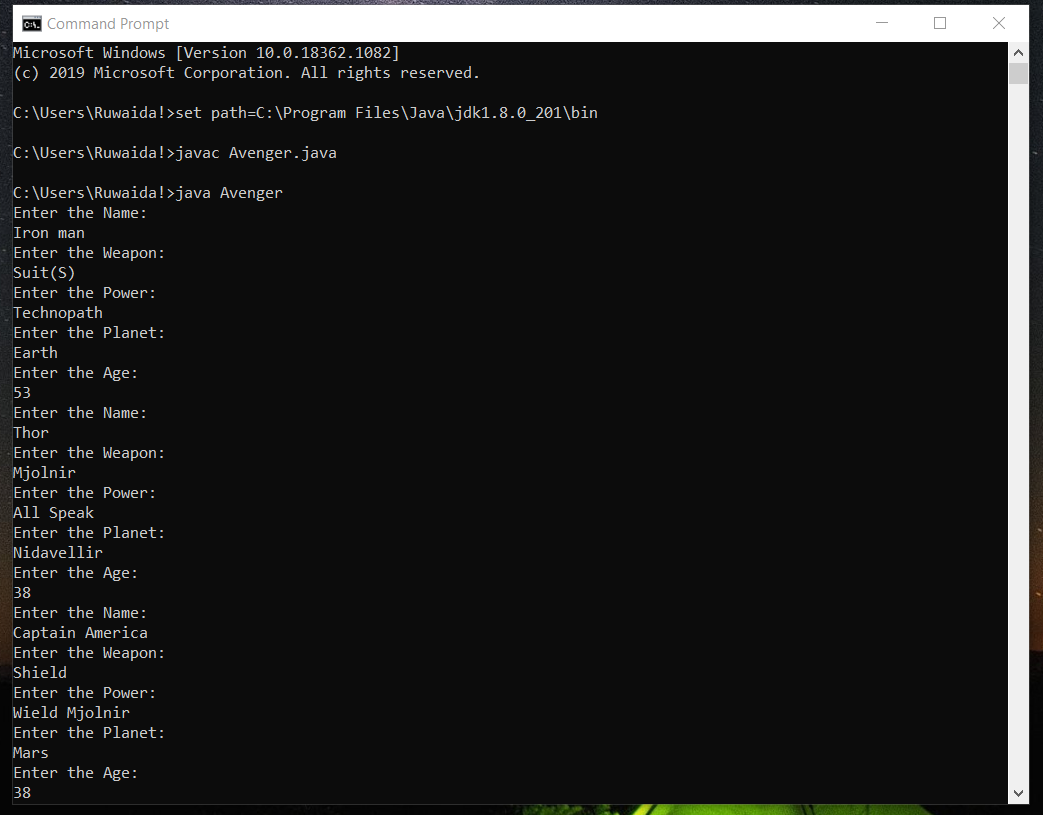 Command Prompt
Microsoft Windows [Version 10.0.18362.1082]
(c) 2019 Microsoft Corporation. All rights reserved.
C:\Users\Ruwaida!>set path=C:\Program Files\Java\jdk1.8.0_201\bin
C:\Users\Ruwaida!>javac Avenger.java
C:\Users\Ruwaida!>java Avenger
Enter the Name:
Iron man
Enter the Weapon:
Suit(S)
Enter the Power:
Technopath
Enter the Planet:
Earth
Enter the Age:
53
Enter the Name:
Thor
Enter the Weapon:
Mjolnir
Enter the Power:
All Speak
Enter the Planet:
Nidavellir
Enter the Age:
38
Enter the Name:
Captain America
Enter the Weapon:
Shield
Enter the Power:
Wield Mjolnir
Enter the Planet:
Mars
Enter the Age:
38